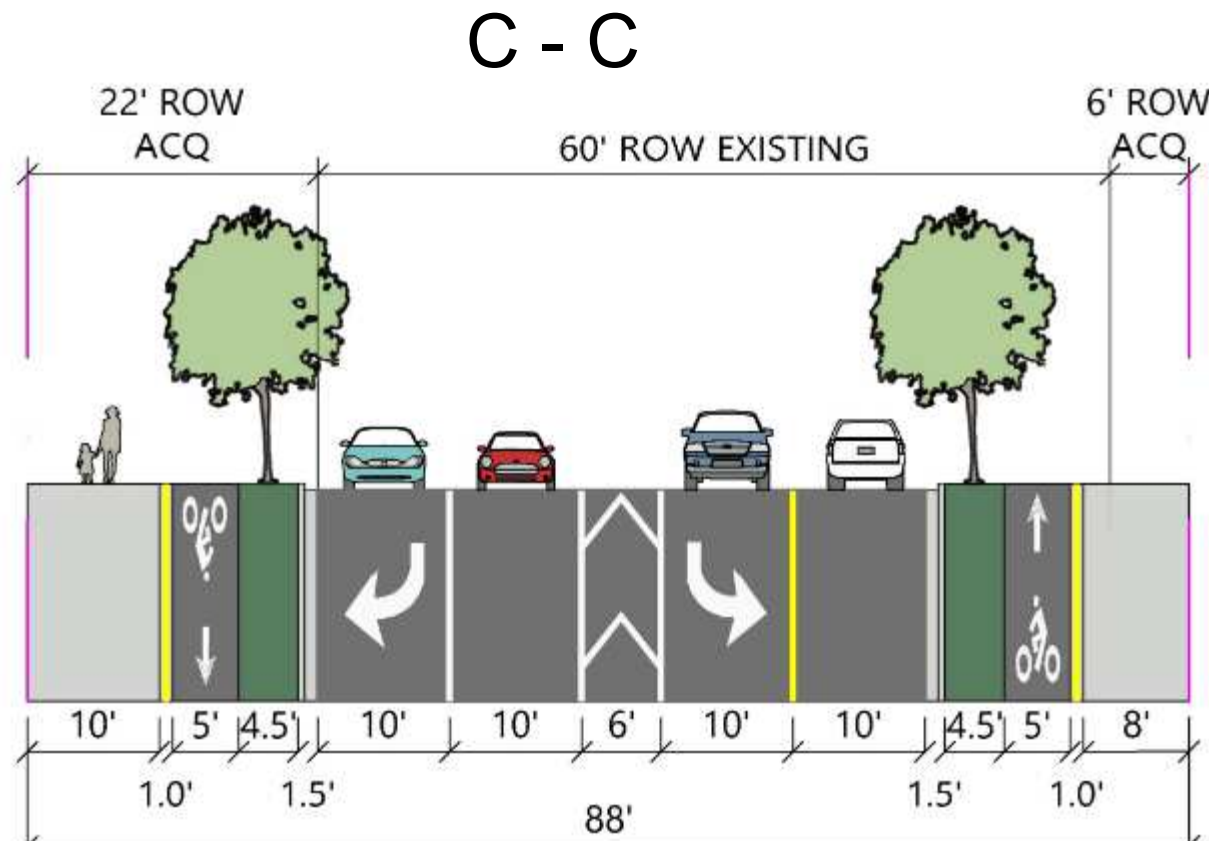 C - C
22' ROW
ACQ
60' ROW EXISTING
6' ROW
ACQ
10' 5' 4.5' 10' 10' 6' 10' 10' 4.5' 5' 8'
1.0' 1.5' 1.5' 1.0'
88'